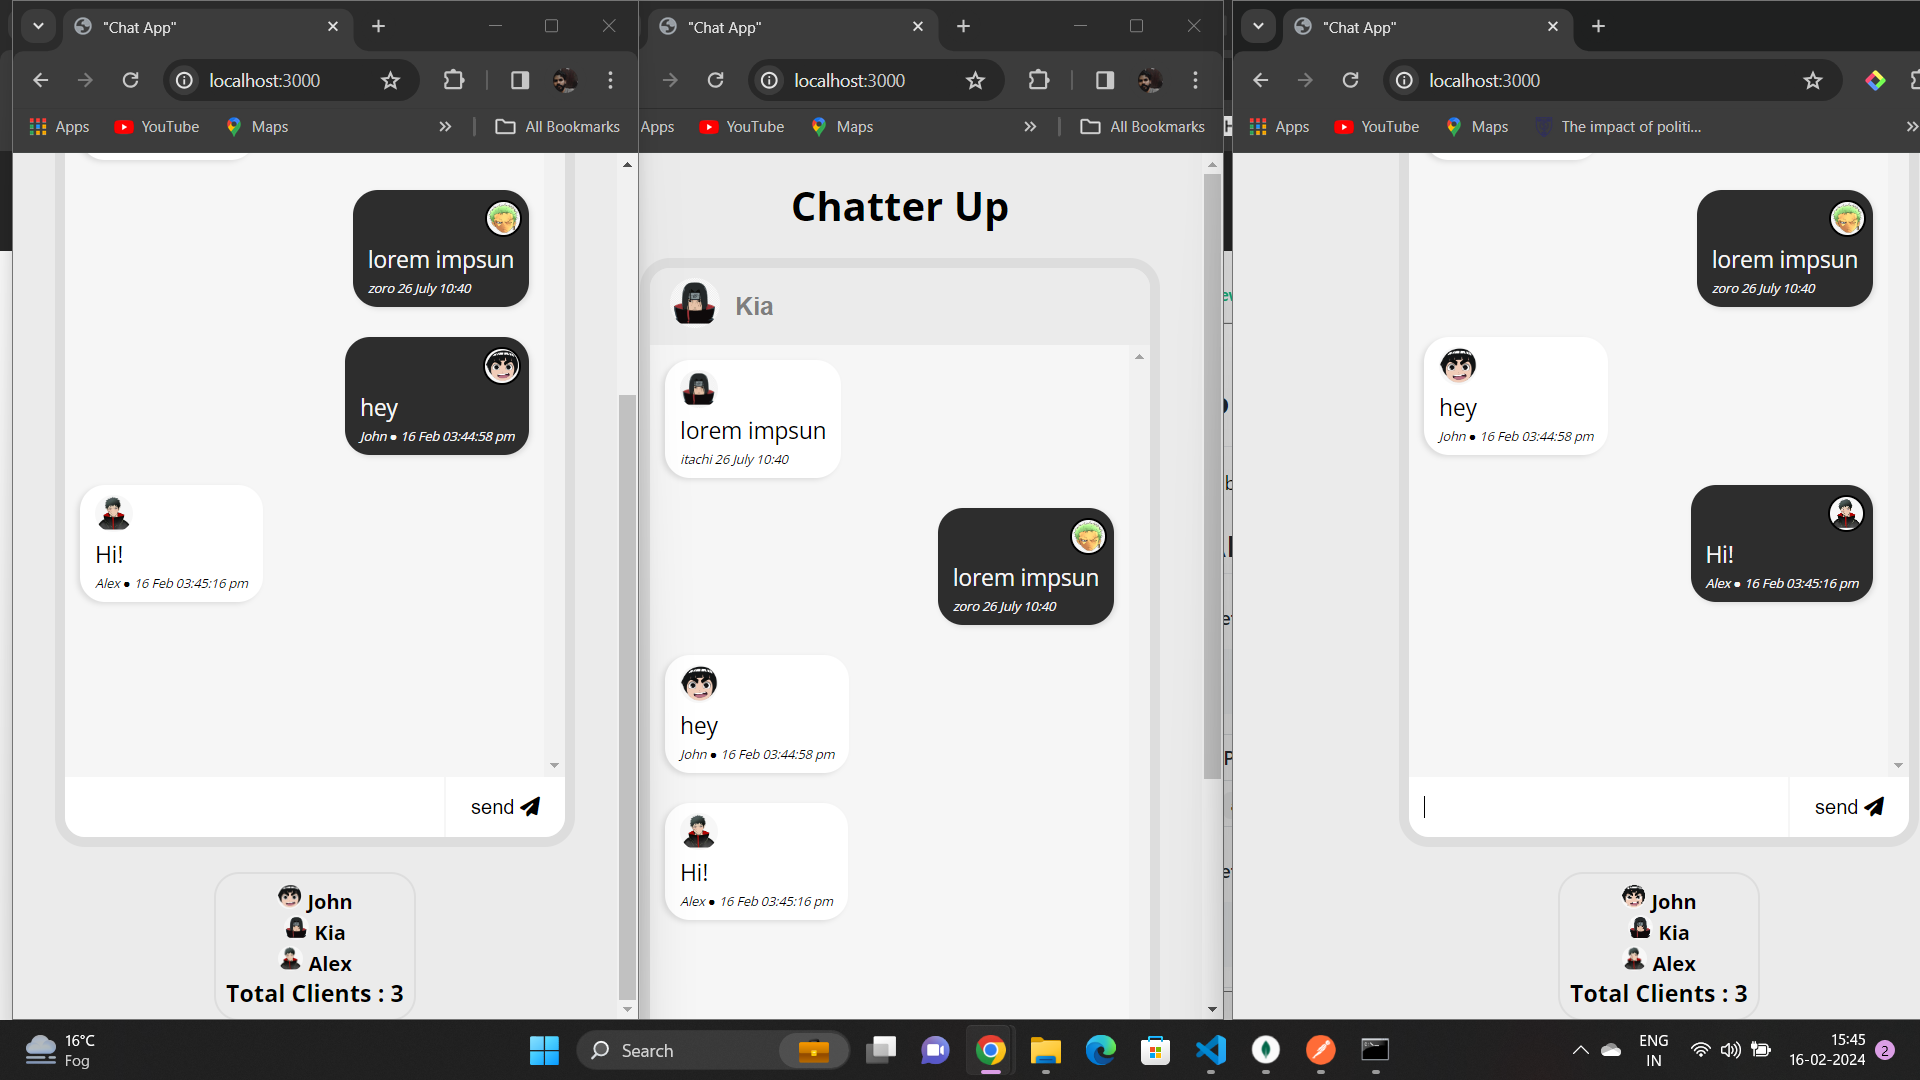 "Chat App"
localhost:3000
Apps
YouTube
Maps
All Bookmarks
lorem impsun
zoro 26 July 10:40
hey
John ● 16 Feb 03:44:58 pm
Hi!
Alex ● 16 Feb 03:45:16 pm
send
John
Kia
Alex
Total Clients : 3
"Chat App"
localhost:3000
Apps
YouTube
Maps
All Bookmarks
Chatter Up
Kia
lorem impsun
itachi 26 July 10:40
lorem impsun
zoro 26 July 10:40
hey
John ● 16 Feb 03:44:58 pm
Hi!
Alex ● 16 Feb 03:45:16 pm
"Chat App"
localhost:3000
Apps
YouTube
Maps
The impact of politi...
lorem impsun
zoro 26 July 10:40
hey
John ● 16 Feb 03:44:58 pm
Hi!
Alex ● 16 Feb 03:45:16 pm
send
John
Kia
Alex
Total Clients : 3
16°C
Fog
Search
ENG
IN
15:45
16-02-2024
2